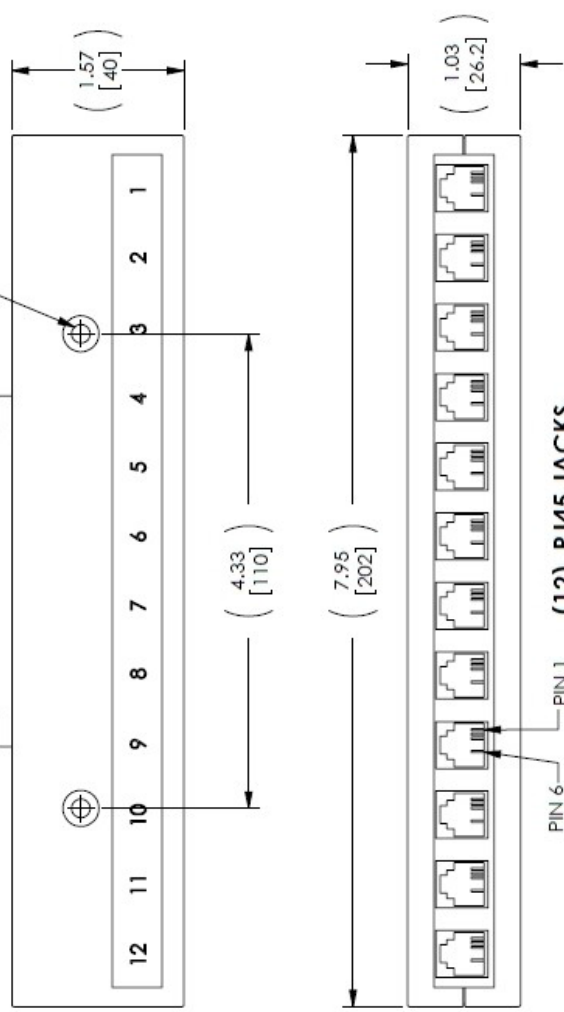 (1.57
[40])
12 11 10 9 8 7 6 5 4 3 2 1
(4.33
[110])
(7.95
[202])
(1.03
[26.2])
PIN 6
PIN 1
(12) RJ45 JACKS